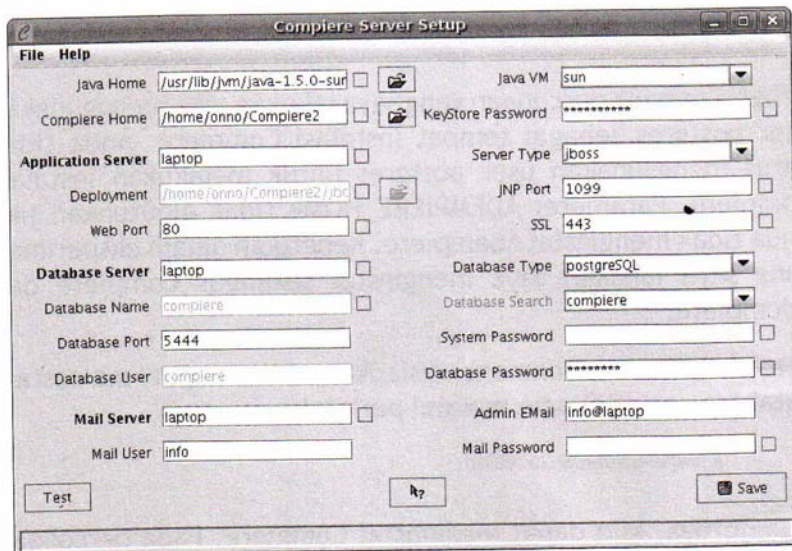 Compiere Server Setup
File Help
Java Home /usr/lib/jvm/java-1.5.0-sun Java VM sun
Compiere Home /home/onno/Compiere2 KeyStore Password **********
Application Server laptop Server Type jboss
Deployment /home/onno/Compiere2/jbo JNP Port 1099
Web Port 80 SSL 443
Database Server laptop Database Type postgreSQL
Database Name compiere Database Search compiere
Database Port 5444 System Password
Database User compiere Database Password ********
Mail Server laptop Admin EMail info@laptop
Mail User info Mail Password
Test ? Save